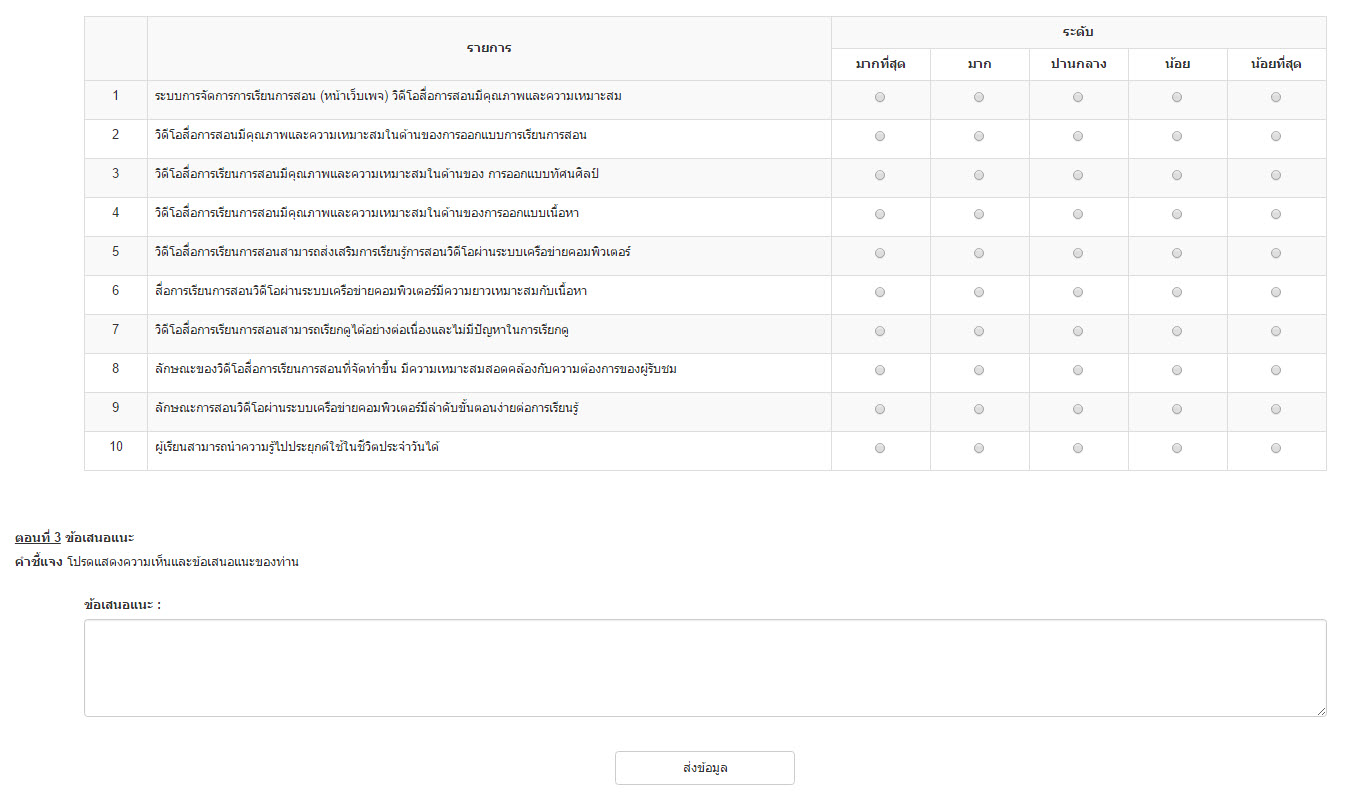 รายการ
ระดับ
มากที่สุด มาก ปานกลาง น้อย น้อยที่สุด
1 ระบบการจัดการการเรียนการสอน (หน้าเว็บเพจ) วิดีโอสื่อการสอนมีคุณภาพและความเหมาะสม
2 วิดีโอสื่อการสอนมีคุณภาพและความเหมาะสมในด้านของการออกแบบการเรียนการสอน
3 วิดีโอสื่อการเรียนการสอนมีคุณภาพและความเหมาะสมในด้านของ การออกแบบทัศนศิลป์
4 วิดีโอสื่อการเรียนการสอนมีคุณภาพและความเหมาะสมในด้านของการออกแบบเนื้อหา
5 วิดีโอสื่อการเรียนการสอนสามารถส่งเสริมการเรียนรู้การสอนวิดีโอผ่านระบบเครือข่ายคอมพิวเตอร์
6 สื่อการเรียนการสอนวิดีโอผ่านระบบเครือข่ายคอมพิวเตอร์มีความยาวเหมาะสมกับเนื้อหา
7 วิดีโอสื่อการเรียนการสอนสามารถเรียกดูได้อย่างต่อเนื่องและไม่มีปัญหาในการเรียกดู
8 ลักษณะของวิดีโอสื่อการเรียนการสอนที่จัดทำขึ้น มีความเหมาะสมสอดคล้องกับความต้องการของผู้รับชม
9 ลักษณะการสอนวิดีโอผ่านระบบเครือข่ายคอมพิวเตอร์มีลำดับขั้นตอนง่ายต่อการเรียนรู้
10 ผู้เรียนสามารถนำความรู้ไปประยุกต์ใช้ในชีวิตประจำวันได้
ตอนที่ 3 ข้อเสนอแนะ
คำชี้แจง โปรดแสดงความเห็นและข้อเสนอแนะของท่าน
ข้อเสนอแนะ :
ส่งข้อมูล